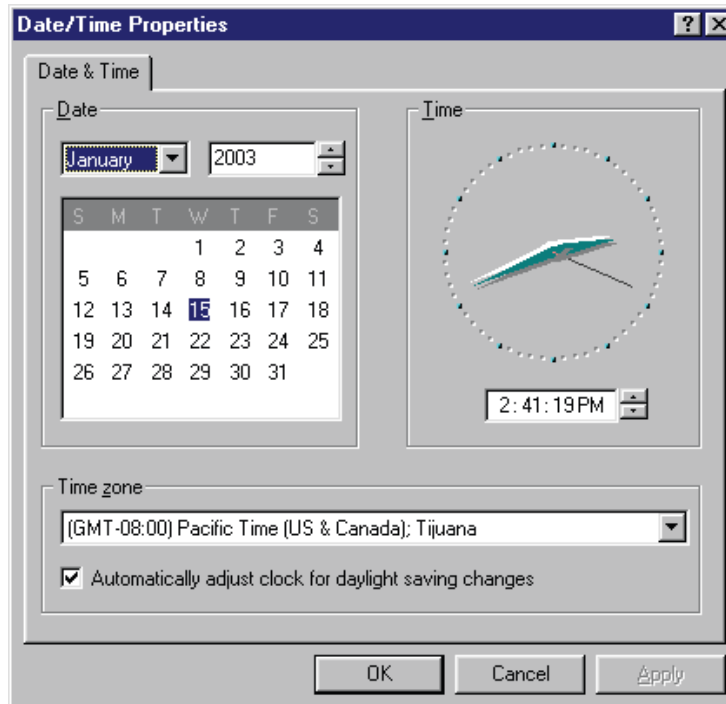 Date/Time Properties
Date & Time
Date
January 2003
S M T W T F S
1 2 3 4
5 6 7 8 9 10 11
12 13 14 15 16 17 18
19 20 21 22 23 24 25
26 27 28 29 30 31
Time
2:41:19 PM
Time zone
(GMT-08:00) Pacific Time (US & Canada); Tijuana
Automatically adjust clock for daylight saving changes
OK Cancel Apply